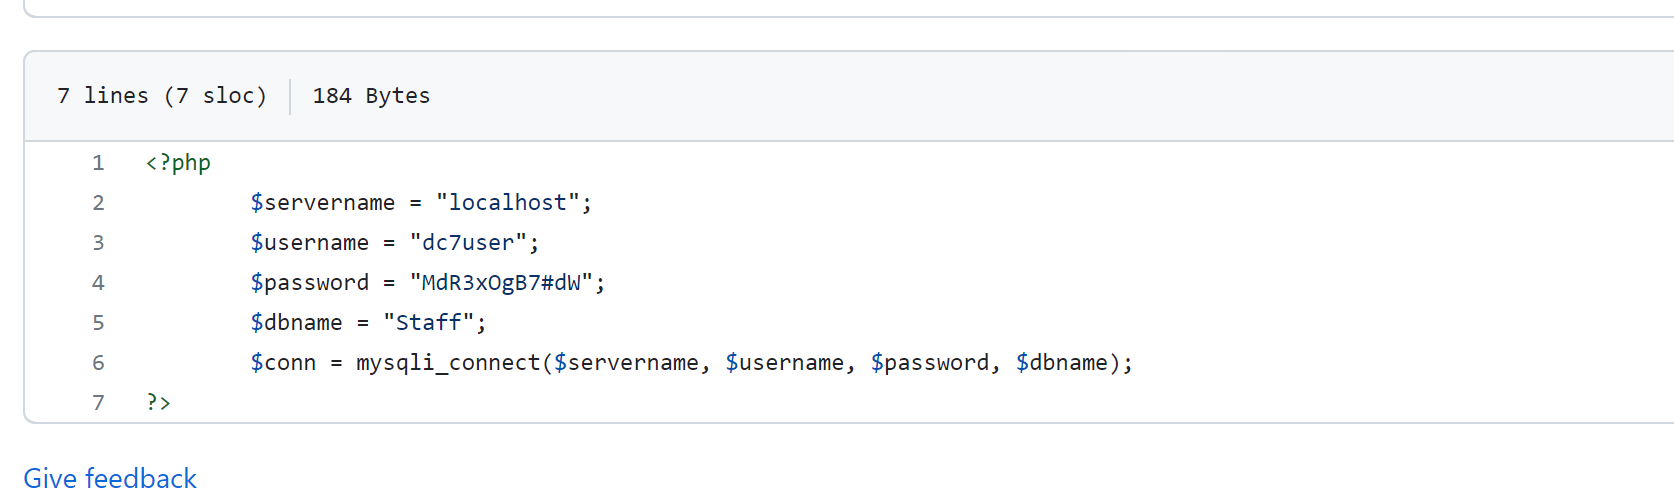 7 lines (7 sloc) 184 Bytes
1 <?php
2 $servername = "localhost";
3 $username = "dc7user";
4 $password = "MdR3xOgB7#dW";
5 $dbname = "Staff";
6 $conn = mysqli_connect($servername, $username, $password, $dbname);
7 ?>
Give feedback